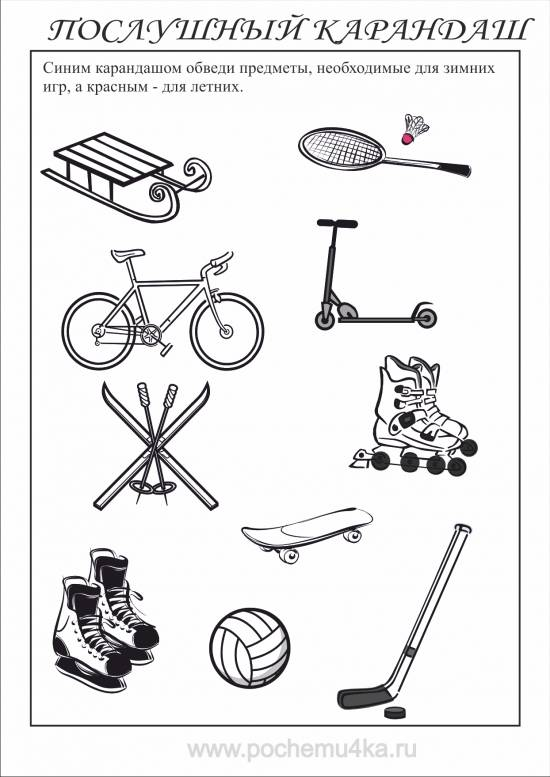 ПОСЛУШНЫЙ КАРАНДАШ
Синим карандашом обведи предметы, необходимые для зимних
игр, а красным - для летних.
www.pochemu4ka.ru